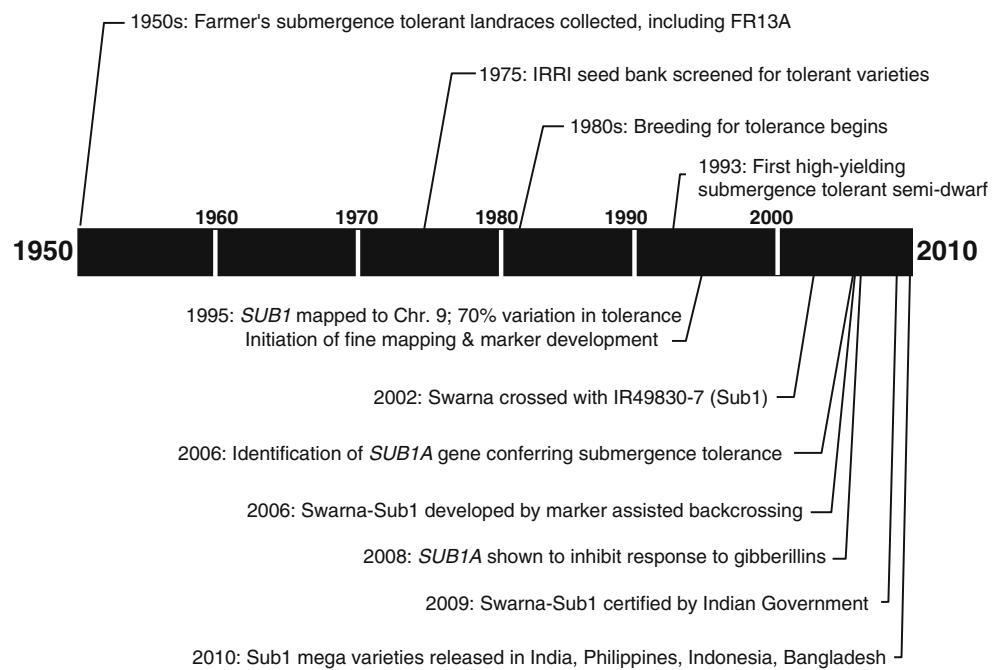 1950s: Farmer's submergence tolerant landraces collected, including FR13A
1975: IRRI seed bank screened for tolerant varieties
1980s: Breeding for tolerance begins
1993: First high-yielding
submergence tolerant semi-dwarf
1960 1970 1980 1990 2000
1950 2010
1995: SUB1 mapped to Chr. 9; 70% variation in tolerance
Initiation of fine mapping & marker development
2002: Swarna crossed with IR49830-7 (Sub1)
2006: Identification of SUB1A gene conferring submergence tolerance
2006: Swarna-Sub1 developed by marker assisted backcrossing
2008: SUB1A shown to inhibit response to gibberillins
2009: Swarna-Sub1 certified by Indian Government
2010: Sub1 mega varieties released in India, Philippines, Indonesia, Bangladesh